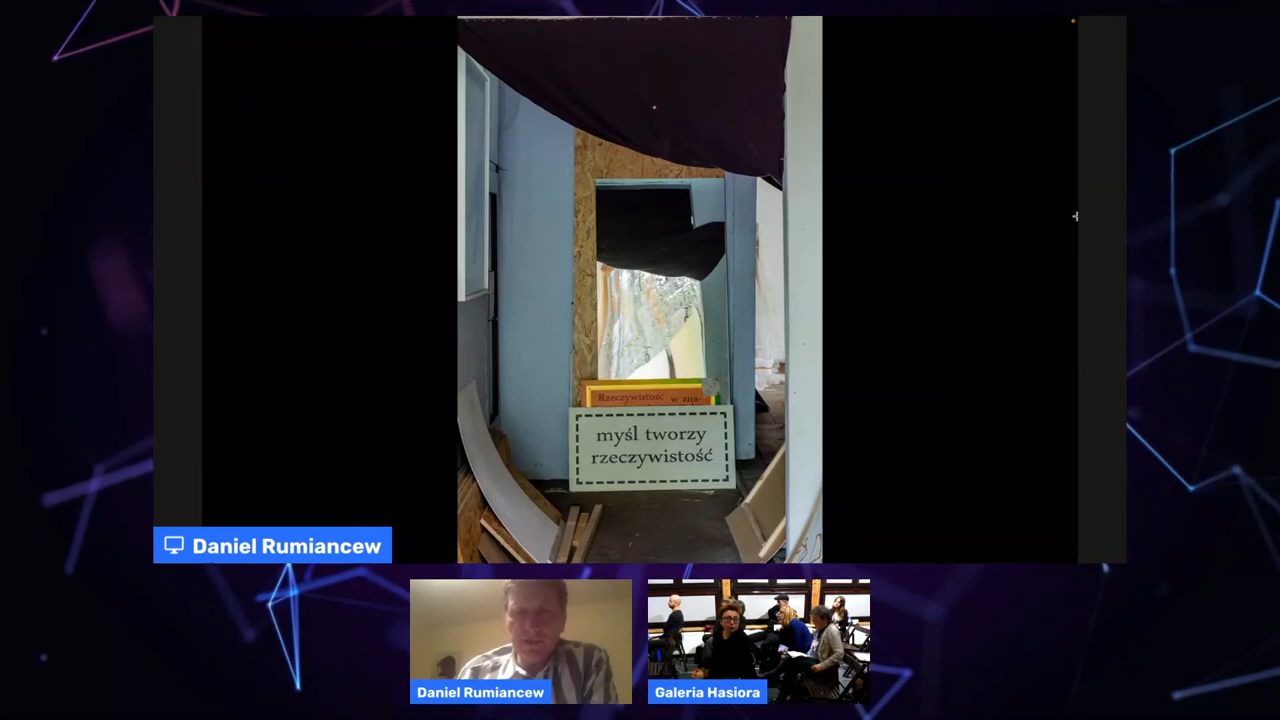 Rzeczywistość w zna-
myśl tworzy
rzeczywistość
Daniel Rumiancew
Daniel Rumiancew
Galeria Hasiora